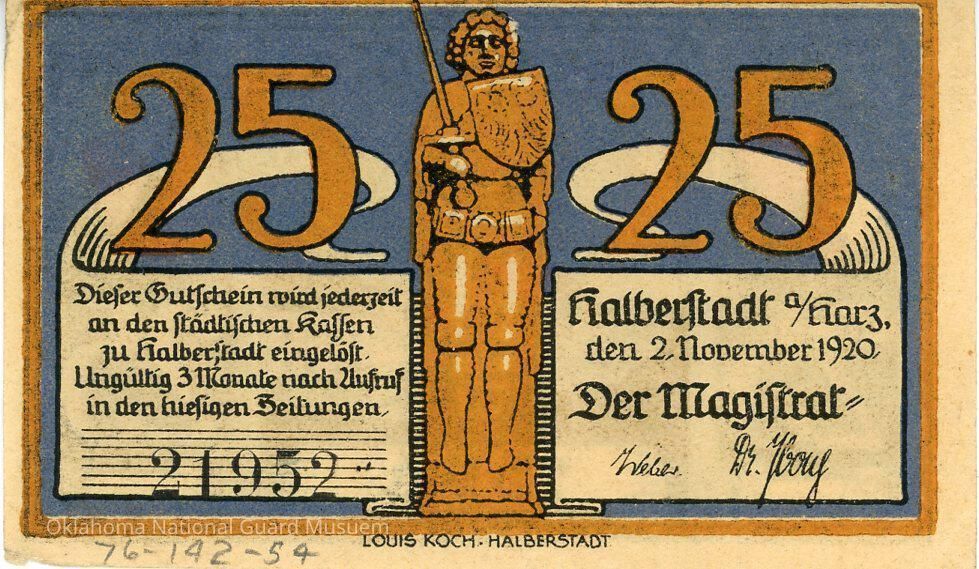 25
25
Dieser Gutschein wird jederzeit
an den städtischen Kassen
zu Halberstadt eingelöst.
Ungültig 3 Monate nach Aufruf
in den hiesigen Zeitungen.
21952
Halberstadt a/Harz,
den 2. November 1920.
Der Magistrat
Weber.
Dr.
Oklahoma National Guard Musuem
LOUIS KOCH · HALBERSTADT
76-142-54